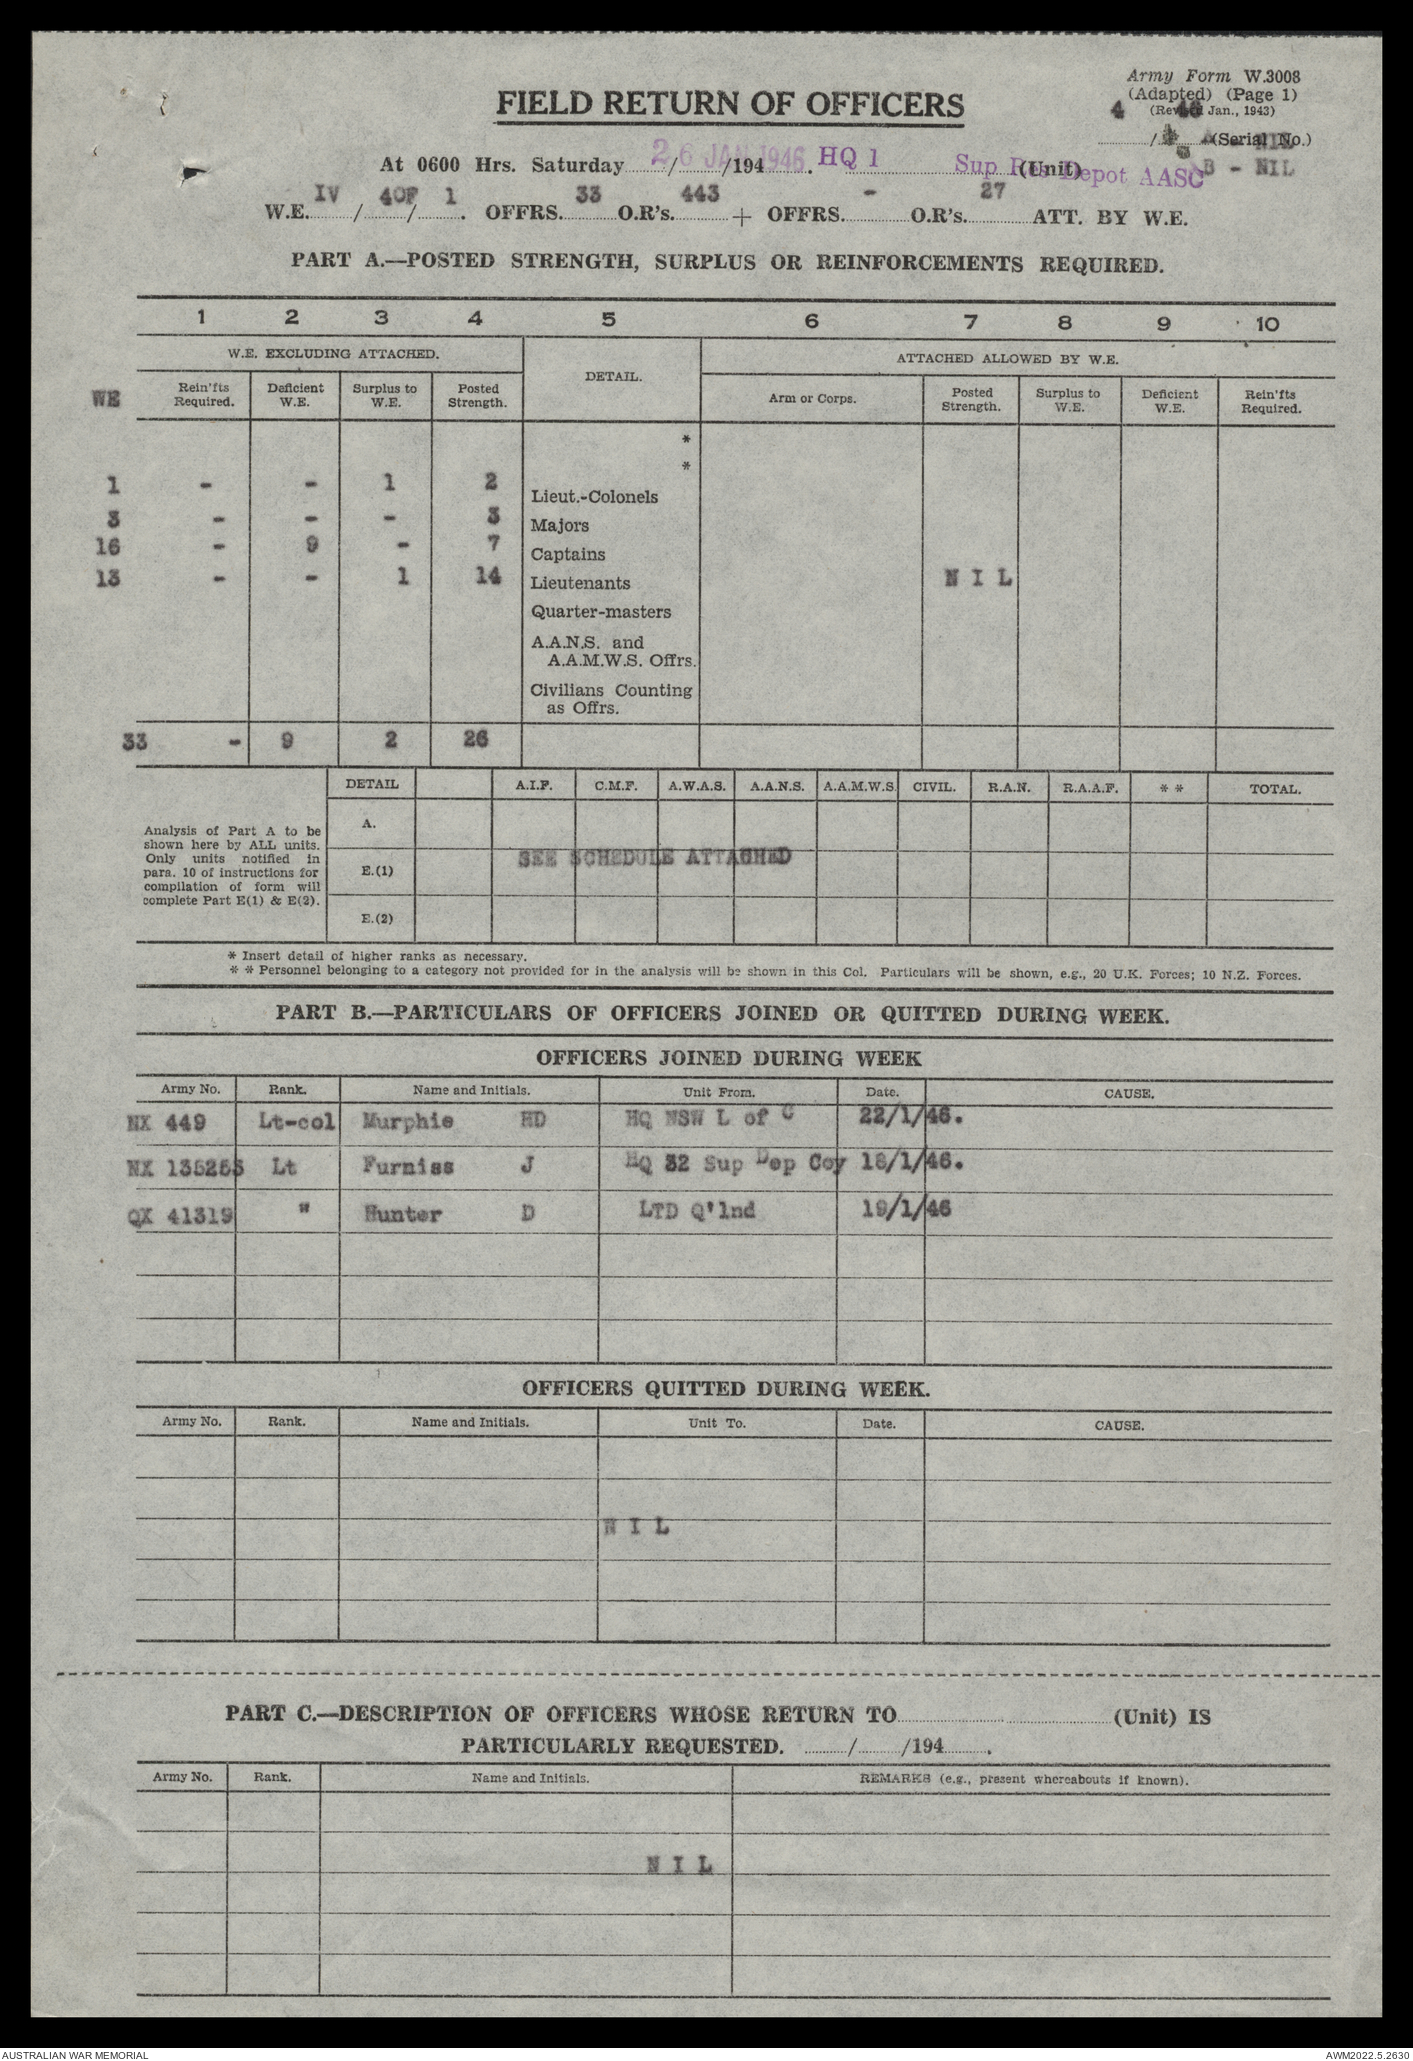 Army Form W.3008
FIELD RETURN OF OFFICERS
(Adapted) (Page 1)
4 46
(Revised Jan., 1943)
/ (Serial No.)
A - NIL
At 0600 Hrs. Saturday 26 JAN 1946 /194 . HQ 1 Sup Res Depot AASC (Unit)
B - NIL
IV 40F 1 33 443 - 27
W.E. / / . OFFRS. O.R's. + OFFRS. O.R's. ATT. BY W.E.
PART A.—POSTED STRENGTH, SURPLUS OR REINFORCEMENTS REQUIRED.
1 2 3 4 5 6 7 8 9 10
W.E. EXCLUDING ATTACHED. DETAIL. ATTACHED ALLOWED BY W.E.
WE Rein'fts Required. Deficient W.E. Surplus to W.E. Posted Strength. Arm or Corps. Posted Strength. Surplus to W.E. Deficient W.E. Rein'fts Required.
*
*
1 - - 1 2 Lieut.-Colonels
3 - - - 3 Majors
16 - 9 - 7 Captains
13 - - 1 14 Lieutenants N I L
Quarter-masters
A.A.N.S. and
A.A.M.W.S. Offrs.
Civilians Counting
as Offrs.
33 - 9 2 26
DETAIL A.I.F. C.M.F. A.W.A.S. A.A.N.S. A.A.M.W.S. CIVIL. R.A.N. R.A.A.F. * * TOTAL.
A.
Analysis of Part A to be
shown here by ALL units.
Only units notified in
para. 10 of instructions for
compilation of form will
complete Part E(1) & E(2).
SEE SCHEDULE ATTACHED
E.(1)
E.(2)
* Insert detail of higher ranks as necessary.
* * Personnel belonging to a category not provided for in the analysis will be shown in this Col. Particulars will be shown, e.g., 20 U.K. Forces; 10 N.Z. Forces.
PART B.—PARTICULARS OF OFFICERS JOINED OR QUITTED DURING WEEK.
OFFICERS JOINED DURING WEEK
Army No. Rank. Name and Initials. Unit From. Date. CAUSE.
NX 449 Lt-col Murphie HD HQ NSW L of C 22/1/46.
NX 135253 Lt Furniss J HQ 32 Sup Dep Coy 18/1/46.
QX 41319 " Hunter D LTD Q'lnd 19/1/46
OFFICERS QUITTED DURING WEEK.
Army No. Rank. Name and Initials. Unit To. Date. CAUSE.
N I L
PART C.—DESCRIPTION OF OFFICERS WHOSE RETURN TO (Unit) IS
PARTICULARLY REQUESTED. / /194 .
Army No. Rank. Name and Initials. REMARKS (e.g., present whereabouts if known).
N I L
AUSTRALIAN WAR MEMORIAL AWM2022.5.2630